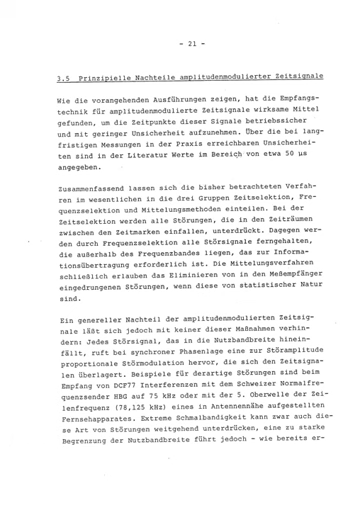 - 21 -
3.5 Prinzipielle Nachteile amplitudenmodulierter Zeitsignale
Wie die vorangehenden Ausführungen zeigen, hat die Empfangs-
technik für amplitudenmodulierte Zeitsignale wirksame Mittel
gefunden, um die Zeitpunkte dieser Signale betriebssicher
und mit geringer Unsicherheit aufzunehmen. Über die bei lang-
fristigen Messungen in der Praxis erreichbaren Unsicherhei-
ten sind in der Literatur Werte im Bereich von etwa 50 µs
angegeben.
Zusammenfassend lassen sich die bisher betrachteten Verfah-
ren im wesentlichen in die drei Gruppen Zeitselektion, Fre-
quenzselektion und Mittelungsmethoden einteilen. Bei der
Zeitselektion werden alle Störungen, die in den Zeiträumen
zwischen den Zeitmarken einfallen, unterdrückt. Dagegen wer-
den durch Frequenzselektion alle Störsignale ferngehalten,
die außerhalb des Frequenzbandes liegen, das zur Informa-
tionsübertragung erforderlich ist. Die Mittelungsverfahren
schließlich erlauben das Eliminieren von in den Meßempfänger
eingedrungenen Störungen, wenn diese von statistischer Natur
sind.
Ein genereller Nachteil der amplitudenmodulierten Zeitsig-
nale läßt sich jedoch mit keiner dieser Maßnahmen verhin-
dern: Jedes Störsignal, das in die Nutzbandbreite hinein-
fällt, ruft bei synchroner Phasenlage eine zur Störamplitude
proportionale Störmodulation hervor, die sich den Zeitsigna-
len überlagert. Beispiele für derartige Störungen sind beim
Empfang von DCF77 Interferenzen mit dem Schweizer Normalfre-
quenzsender HBG auf 75 kHz oder mit der 5. Oberwelle der Zei-
lenfrequenz (78,125 kHz) eines in Antennennähe aufgestellten
Fernsehapparates. Extreme Schmalbandigkeit kann zwar auch die-
se Art von Störungen weitgehend unterdrücken, eine zu starke
Begrenzung der Nutzbandbreite führt jedoch - wie bereits er-